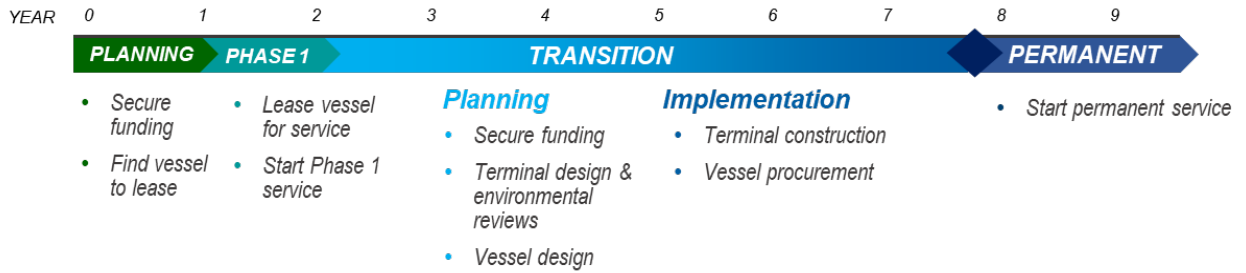 YEAR 0 1 2 3 4 5 6 7 8 9
PLANNING PHASE 1 TRANSITION PERMANENT
• Secure
funding
• Find vessel
to lease
• Lease vessel
for service
• Start Phase 1
service
Planning
• Secure funding
• Terminal design &
environmental
reviews
• Vessel design
Implementation
• Terminal construction
• Vessel procurement
• Start permanent service